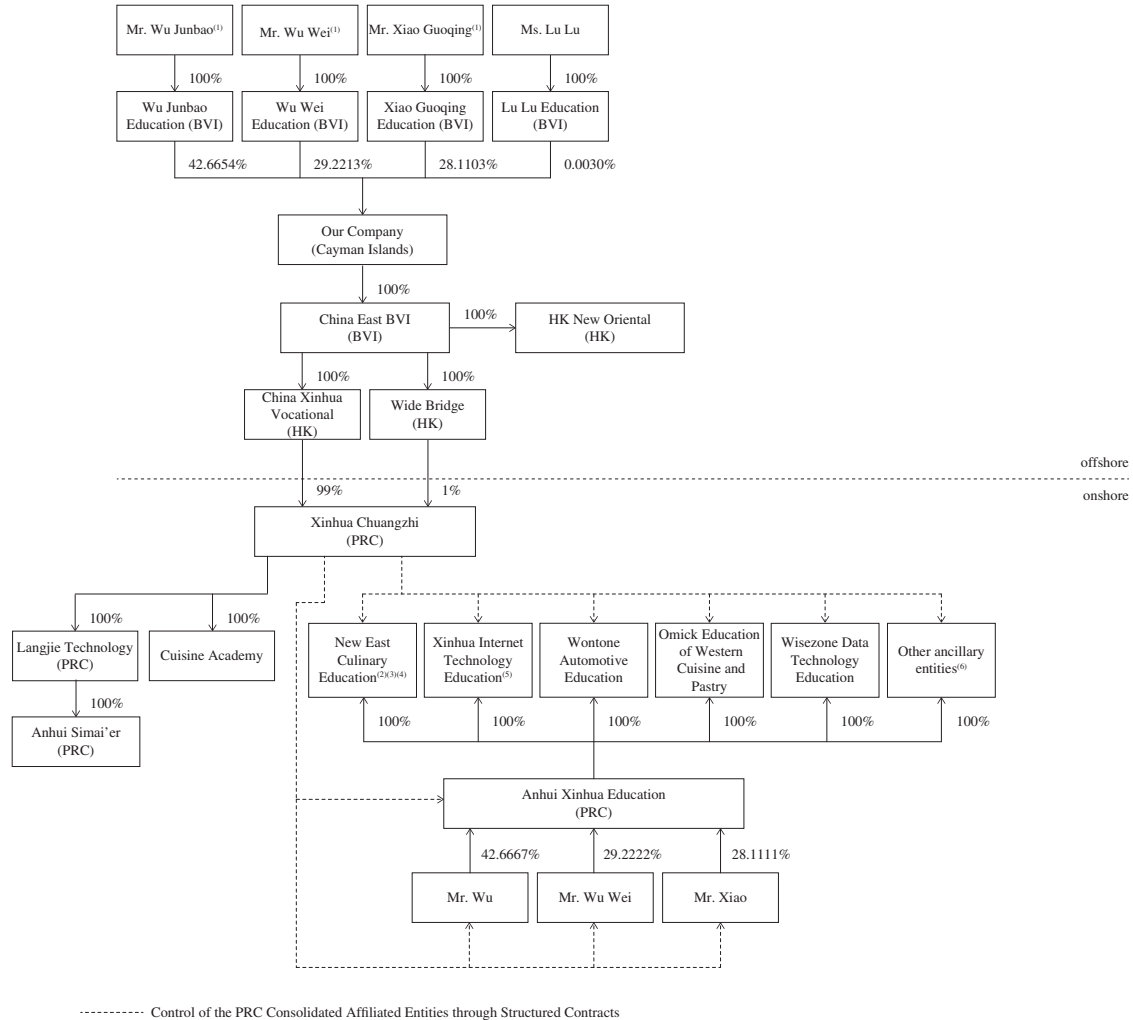 Mr. Wu Junbao(1)
Mr. Wu Wei(1)
Mr. Xiao Guoqing(1)
Ms. Lu Lu
100%
100%
100%
100%
Wu Junbao
Education (BVI)
Wu Wei
Education (BVI)
Xiao Guoqing
Education (BVI)
Lu Lu Education
(BVI)
42.6654%
29.2213%
28.1103%
0.0030%
Our Company
(Cayman Islands)
100%
China East BVI
(BVI)
100%
HK New Oriental
(HK)
100%
100%
China Xinhua
Vocational
(HK)
Wide Bridge
(HK)
offshore
onshore
99%
1%
Xinhua Chuangzhi
(PRC)
100%
100%
Langjie Technology
(PRC)
Cuisine Academy
100%
Anhui Simai'er
(PRC)
New East
Culinary
Education(2)(3)(4)
Xinhua Internet
Technology
Education(5)
Wontone
Automotive
Education
Omick Education
of Western
Cuisine and
Pastry
Wisezone Data
Technology
Education
Other ancillary
entities(6)
100%
100%
100%
100%
100%
100%
Anhui Xinhua Education
(PRC)
42.6667%
29.2222%
28.1111%
Mr. Wu
Mr. Wu Wei
Mr. Xiao
Control of the PRC Consolidated Affiliated Entities through Structured Contracts